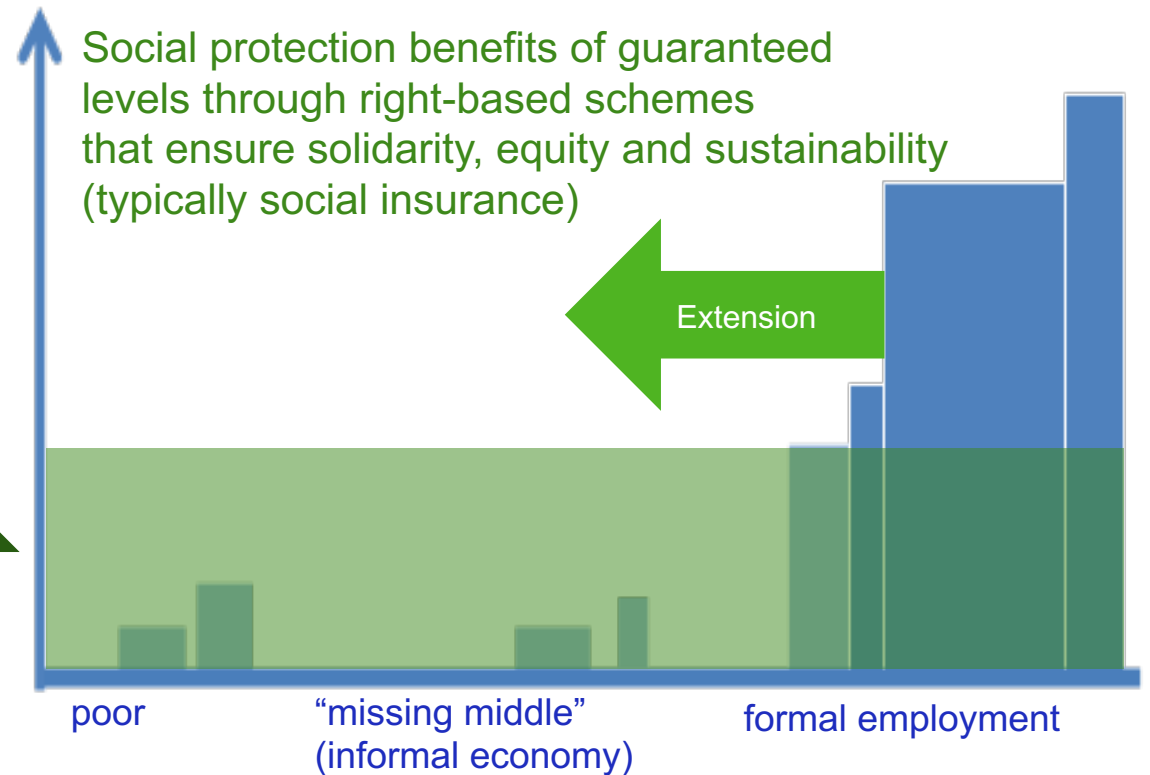 Social protection benefits of guaranteed
levels through right-based schemes
that ensure solidarity, equity and sustainability
(typically social insurance)
Extension
poor
“missing middle”
(informal economy)
formal employment